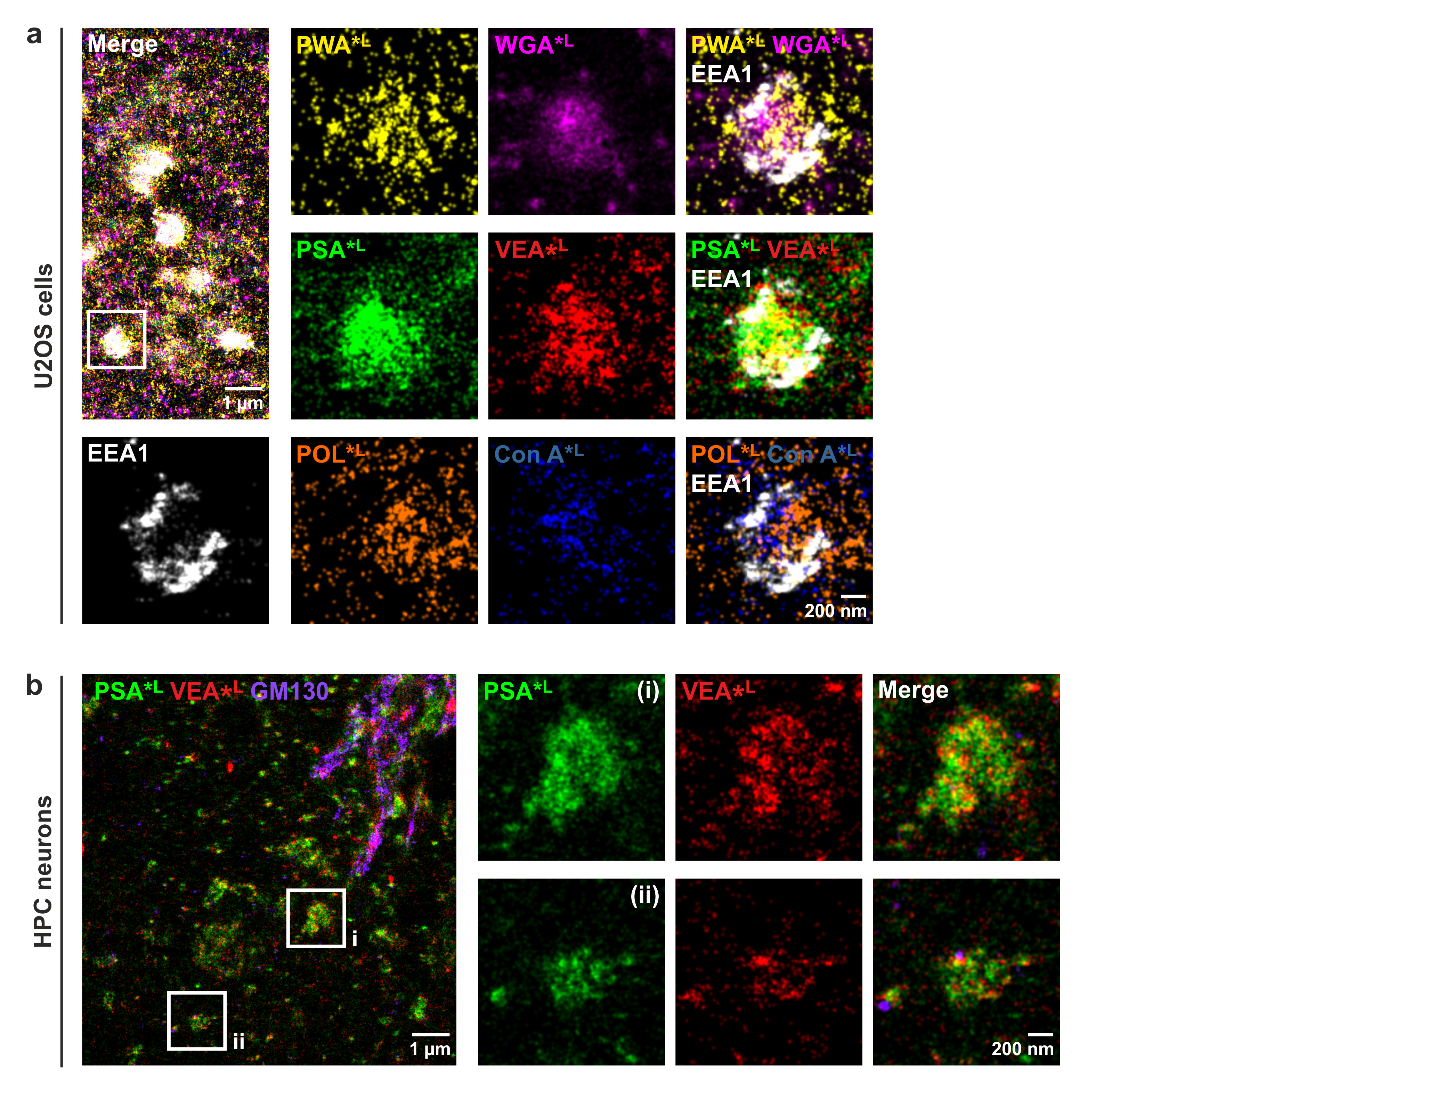 a
U2OS cells
Merge
1 µm
PWA*L
WGA*L
PWA*L WGA*L
EEA1
PSA*L
VEA*L
PSA*L VEA*L
EEA1
EEA1
POL*L
Con A*L
POL*L Con A*L
EEA1
200 nm
b
HPC neurons
PSA*L VEA*L GM130
i
ii
1 µm
PSA*L
(i)
VEA*L
Merge
(ii)
200 nm